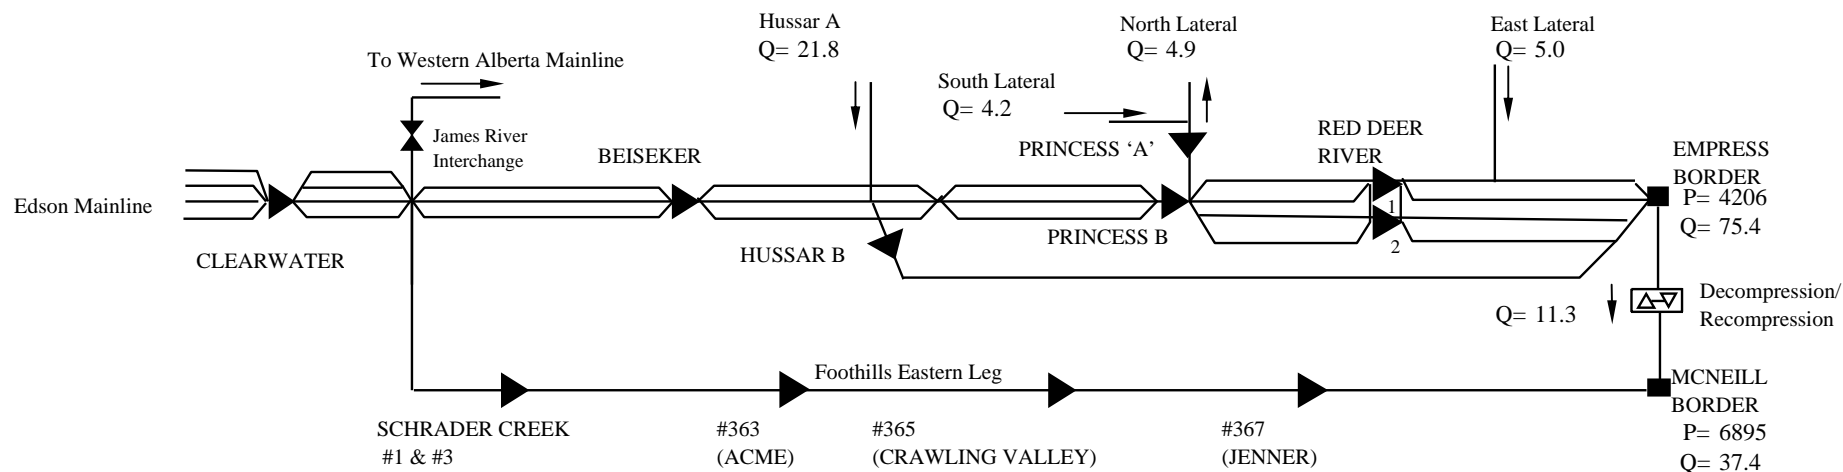 Hussar A
Q= 21.8
North Lateral
Q= 4.9
East Lateral
Q= 5.0
To Western Alberta Mainline
South Lateral
Q= 4.2
James River
Interchange
BEISEKER
PRINCESS ‘A’
RED DEER
RIVER
EMPRESS
BORDER
P= 4206
Q= 75.4
Edson Mainline
1
2
CLEARWATER
HUSSAR B
PRINCESS B
Q= 11.3
Decompression/
Recompression
Foothills Eastern Leg
MCNEILL
BORDER
P= 6895
Q= 37.4
SCHRADER CREEK
#1 & #3
#363
(ACME)
#365
(CRAWLING VALLEY)
#367
(JENNER)